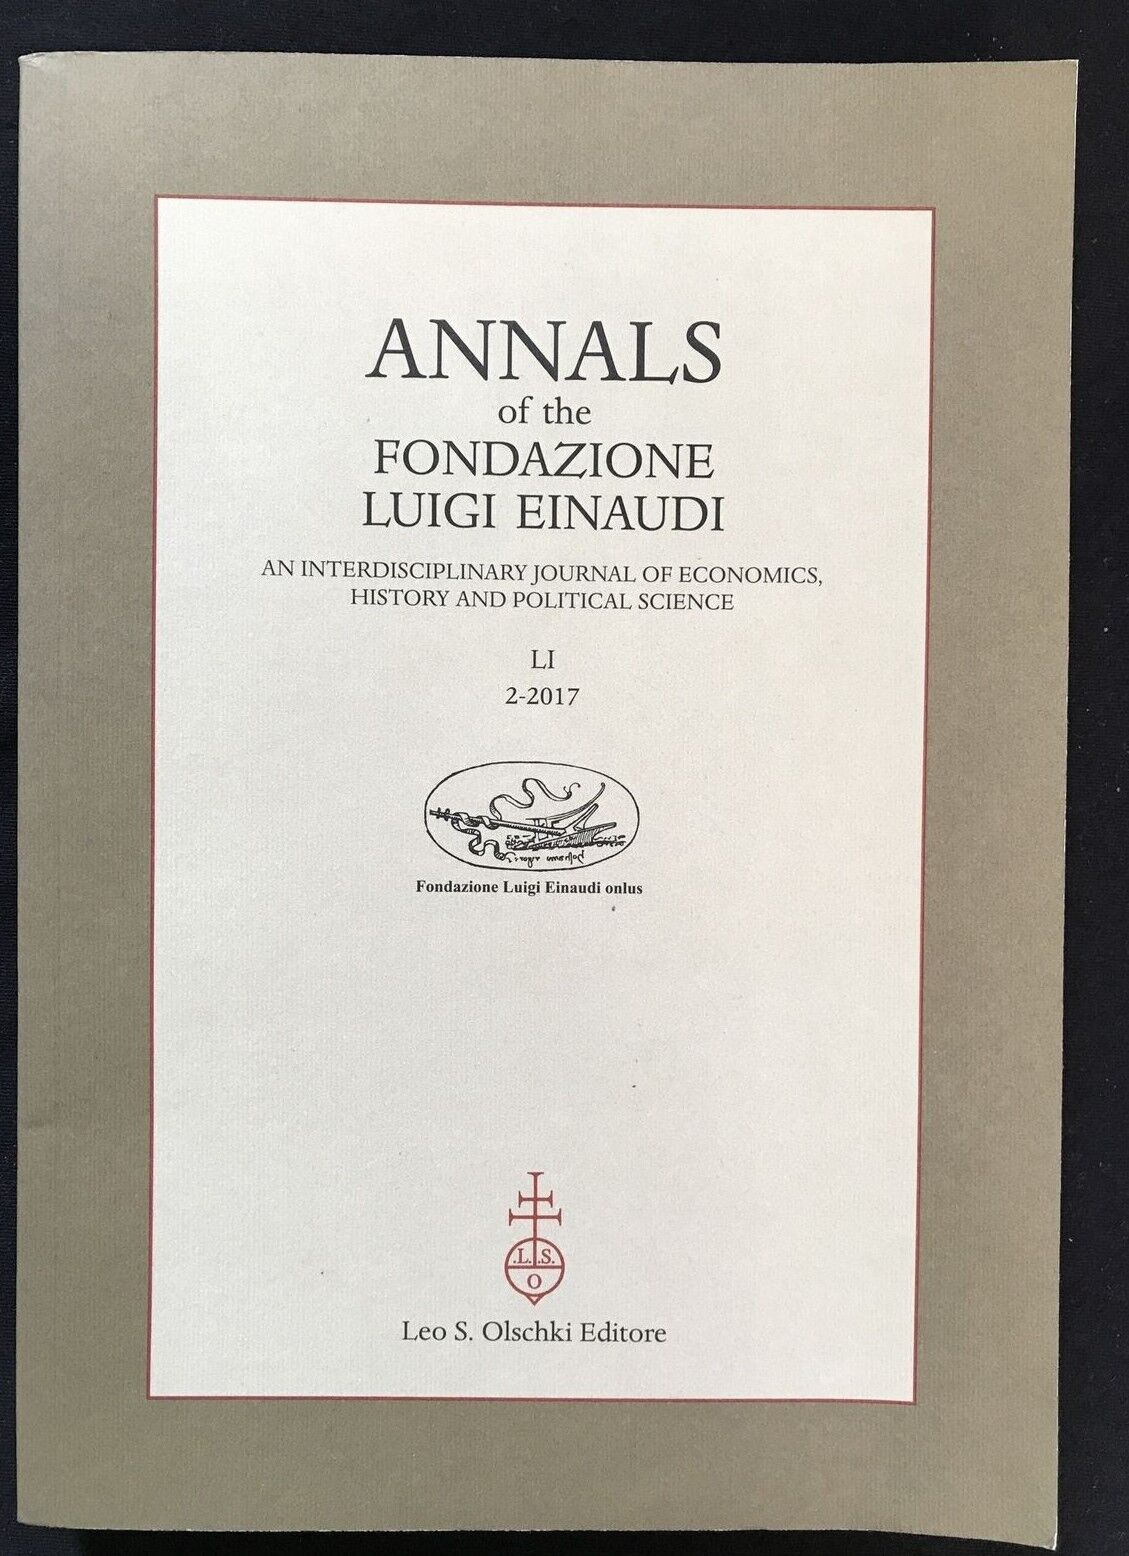 ANNALS
of the
FONDAZIONE
LUIGI EINAUDI
AN INTERDISCIPLINARY JOURNAL OF ECONOMICS,
HISTORY AND POLITICAL SCIENCE
LI
2-2017
Fondazione Luigi Einaudi onlus
.L. S.
O
Leo S. Olschki Editore